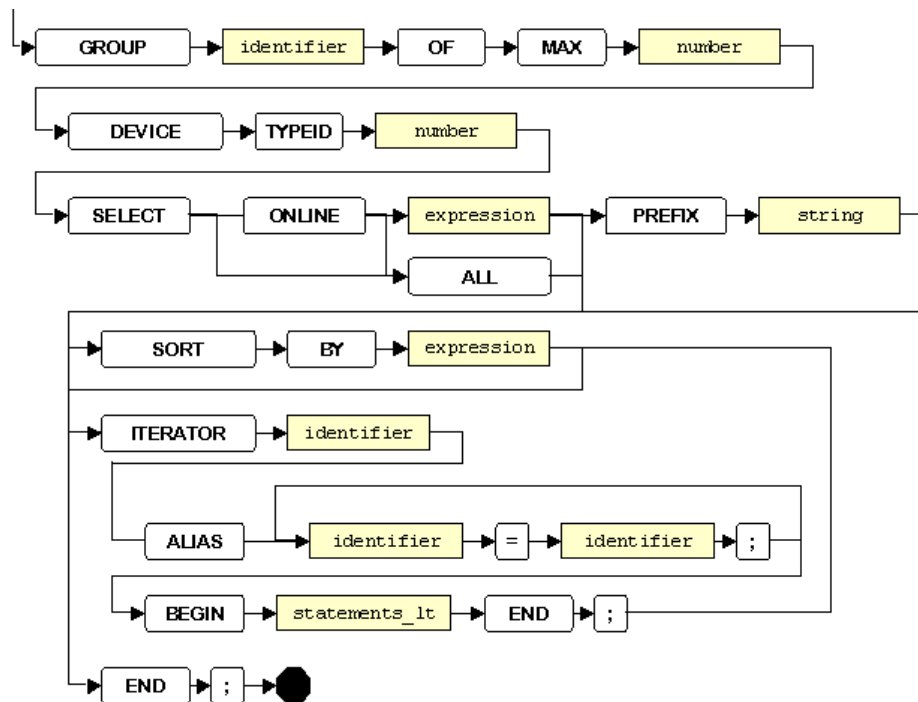 GROUP identifier OF MAX number
DEVICE TYPEID number
SELECT ONLINE expression PREFIX string
ALL
SORT BY expression
ITERATOR identifier
ALIAS identifier = identifier ;
BEGIN statements_lt END ;
END ;